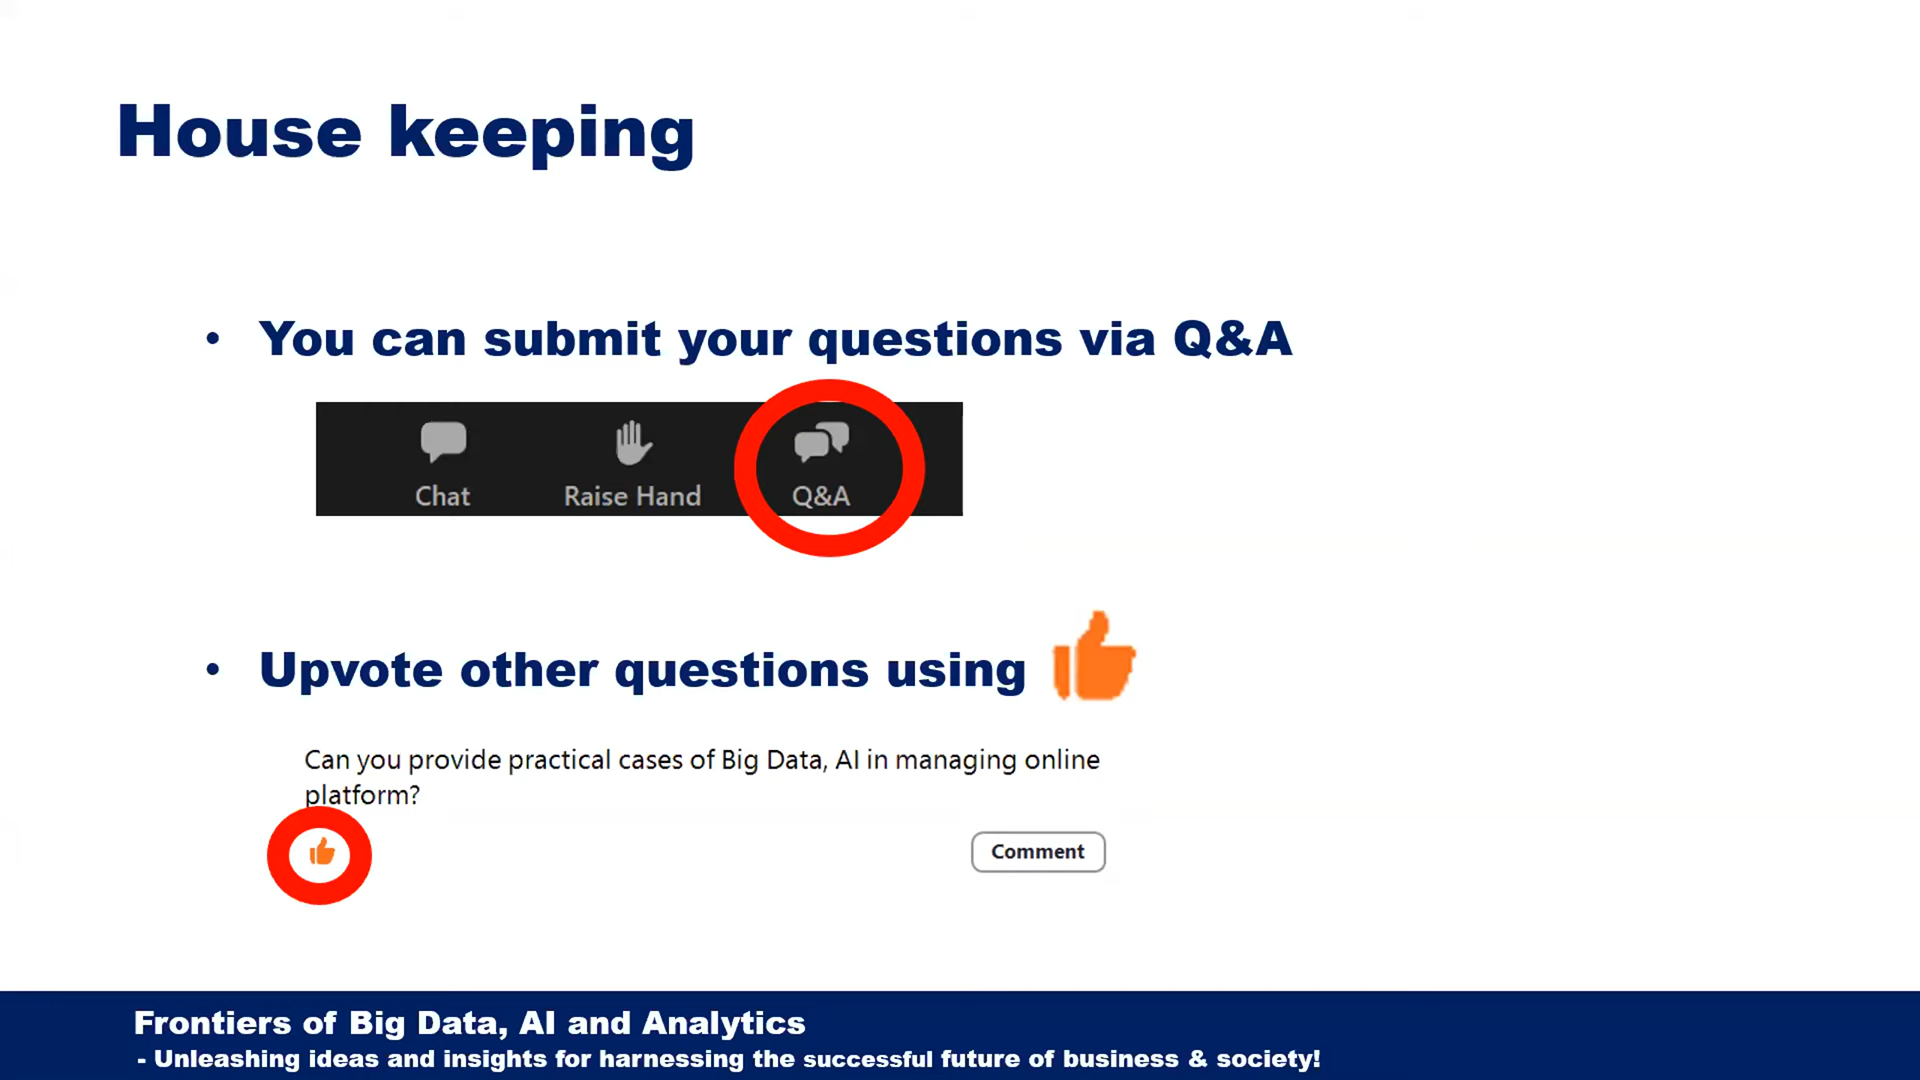 House keeping
• You can submit your questions via Q&A
Chat Raise Hand Q&A
• Upvote other questions using
Can you provide practical cases of Big Data, AI in managing online
platform?
Comment
Frontiers of Big Data, AI and Analytics
- Unleashing ideas and insights for harnessing the successful future of business & society!